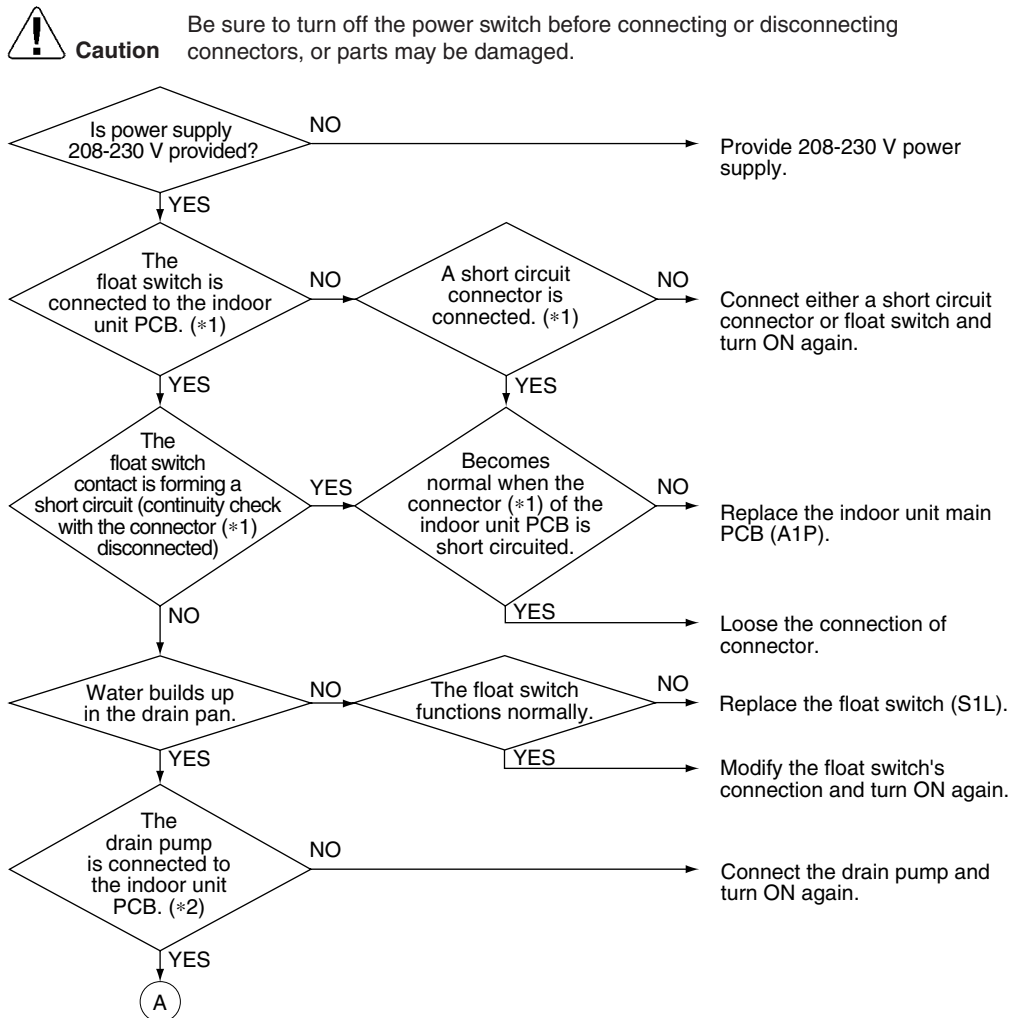 Be sure to turn off the power switch before connecting or disconnecting
Caution connectors, or parts may be damaged.
Is power supply
208-230 V provided?
NO
Provide 208-230 V power
supply.
YES
The
float switch is
connected to the indoor
unit PCB. (*1)
NO
A short circuit
connector is
connected. (*1)
NO
Connect either a short circuit
connector or float switch and
turn ON again.
YES
YES
The
float switch
contact is forming a
short circuit (continuity check
with the connector (*1)
disconnected)
YES
Becomes
normal when the
connector (*1) of the
indoor unit PCB is
short circuited.
NO
Replace the indoor unit main
PCB (A1P).
YES
Loose the connection of
connector.
NO
Water builds up
in the drain pan.
NO
The float switch
functions normally.
NO
Replace the float switch (S1L).
YES
Modify the float switch's
connection and turn ON again.
YES
The
drain pump
is connected to
the indoor unit
PCB. (*2)
NO
Connect the drain pump and
turn ON again.
YES
A